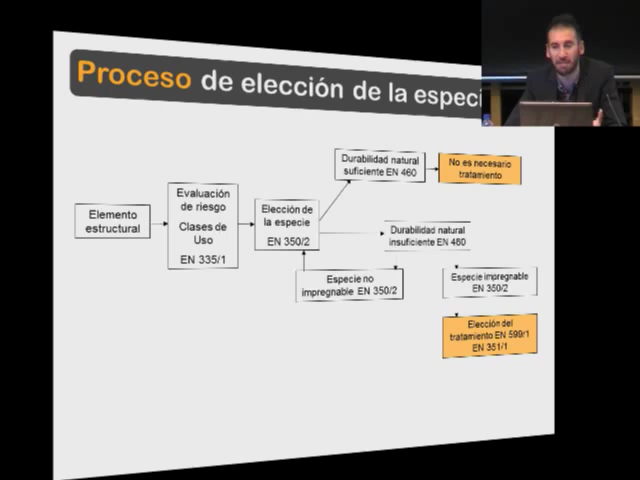 Proceso de elección de la especi
Durabilidad natural
suficiente EN 460
No es necesario
tratamiento
Evaluación
de riesgo
Clases de
Uso
EN 335/1
Elemento
estructural
Elección de
la especie
EN 350/2
Durabilidad natural
insuficiente EN 460
Especie no
impregnable EN 350/2
Especie impregnable
EN 350/2
Elección del
tratamiento EN 599/1
EN 351/1